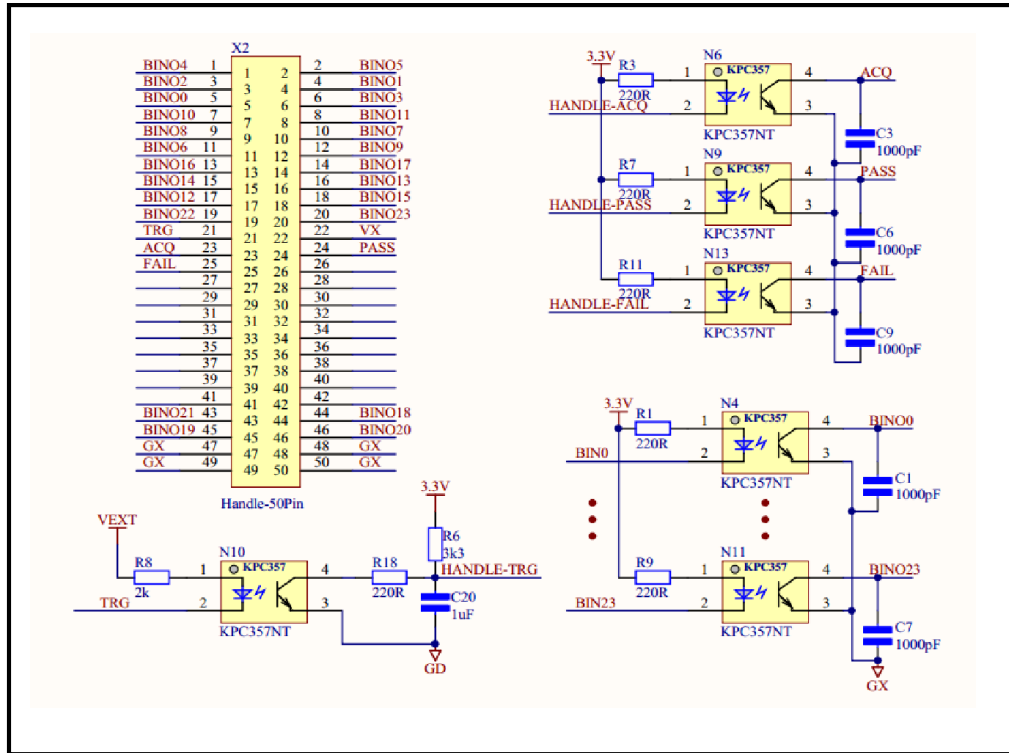 X2
BINO4 1 1 2 2 BINO5
BINO2 3 3 4 4 BINO1
BINO0 5 5 6 6 BINO3
BINO10 7 7 8 8 BINO11
BINO8 9 9 10 10 BINO7
BINO6 11 11 12 12 BINO9
BINO16 13 13 14 14 BINO17
BINO14 15 15 16 16 BINO13
BINO12 17 17 18 18 BINO15
BINO22 19 19 20 20 BINO23
TRG 21 21 22 22 VX
ACQ 23 23 24 24 PASS
FAIL 25 25 26 26
27 27 28 28
29 29 30 30
31 31 32 32
33 33 34 34
35 35 36 36
37 37 38 38
39 39 40 40
41 41 42 42
BINO21 43 43 44 44 BINO18
BINO19 45 45 46 46 BINO20
GX 47 47 48 48 GX
GX 49 49 50 50 GX
Handle-50Pin
3.3V
R3
220R
HANDLE-ACQ
N6
1 KPC357 4
2 3
KPC357NT
ACQ
C3
1000pF
R7
220R
HANDLE-PASS
N9
1 KPC357 4
2 3
KPC357NT
PASS
C6
1000pF
R11
220R
HANDLE-FAIL
N13
1 KPC357 4
2 3
KPC357NT
FAIL
C9
1000pF
VEXT
R8
2k
TRG
N10
1 KPC357 4
2 3
KPC357NT
R18
220R
3.3V
R6
3k3
HANDLE-TRG
C20
1uF
GD
3.3V
R1
220R
BIN0
N4
1 KPC357 4
2 3
KPC357NT
BINO0
C1
1000pF
R9
220R
BIN23
N11
1 KPC357 4
2 3
KPC357NT
BINO23
C7
1000pF
GX